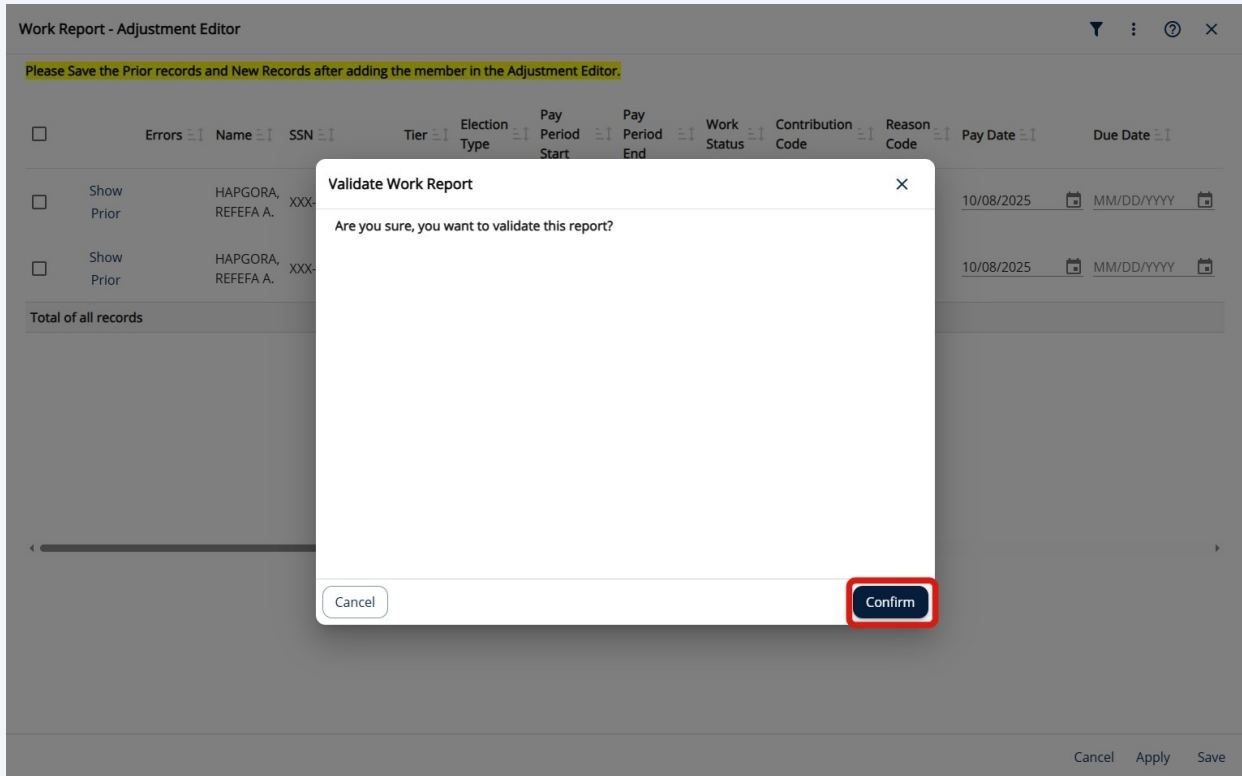 Work Report - Adjustment Editor
Please Save the Prior records and New Records after adding the member in the Adjustment Editor.
Errors Name SSN Tier Election Type Pay Period Start Pay Period End Work Status Contribution Code Reason Code Pay Date Due Date
Show Prior HAPGORA, REFEFA A. XXX- 10/08/2025 MM/DD/YYYY
Show Prior HAPGORA, REFEFA A. XXX- 10/08/2025 MM/DD/YYYY
Total of all records
Validate Work Report
Are you sure, you want to validate this report?
Cancel Confirm
Cancel Apply Save